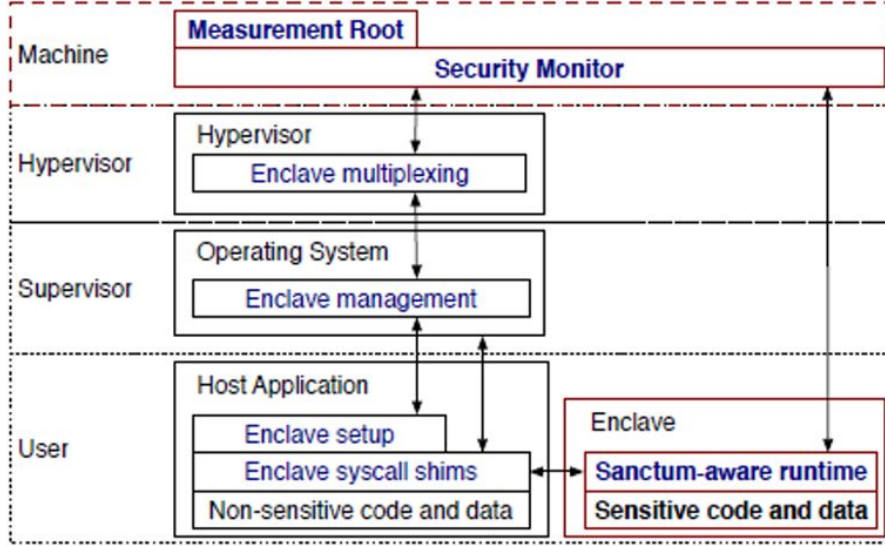 Measurement Root
Machine
Security Monitor
Hypervisor
Hypervisor
Enclave multiplexing
Operating System
Supervisor
Enclave management
Host Application
Enclave
User
Enclave setup
Enclave syscall shims
Sanctum-aware runtime
Non-sensitive code and data
Sensitive code and data